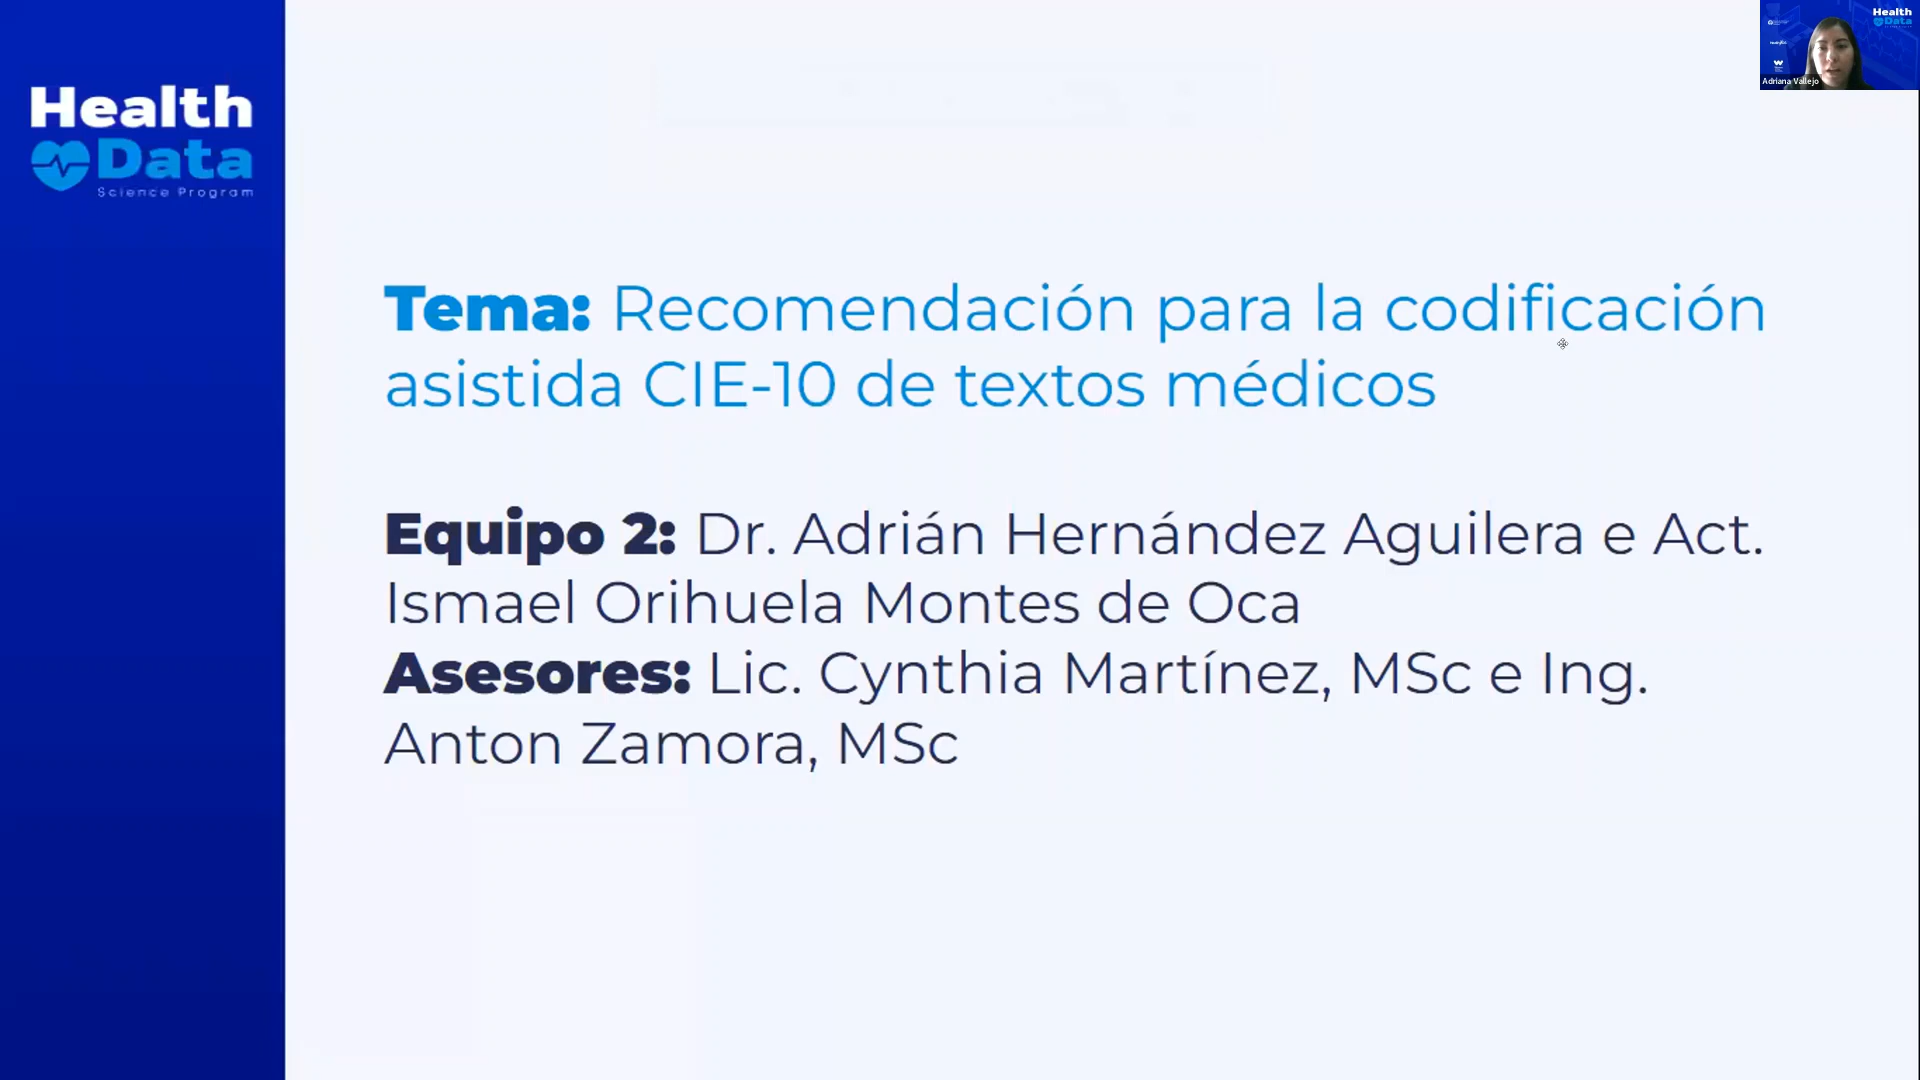 Health
Data
Science Program
Tema: Recomendación para la codificación
asistida CIE-10 de textos médicos
Equipo 2: Dr. Adrián Hernández Aguilera e Act.
Ismael Orihuela Montes de Oca
Asesores: Lic. Cynthia Martínez, MSc e Ing.
Anton Zamora, MSc
Health
Data
Adriana Vallejo